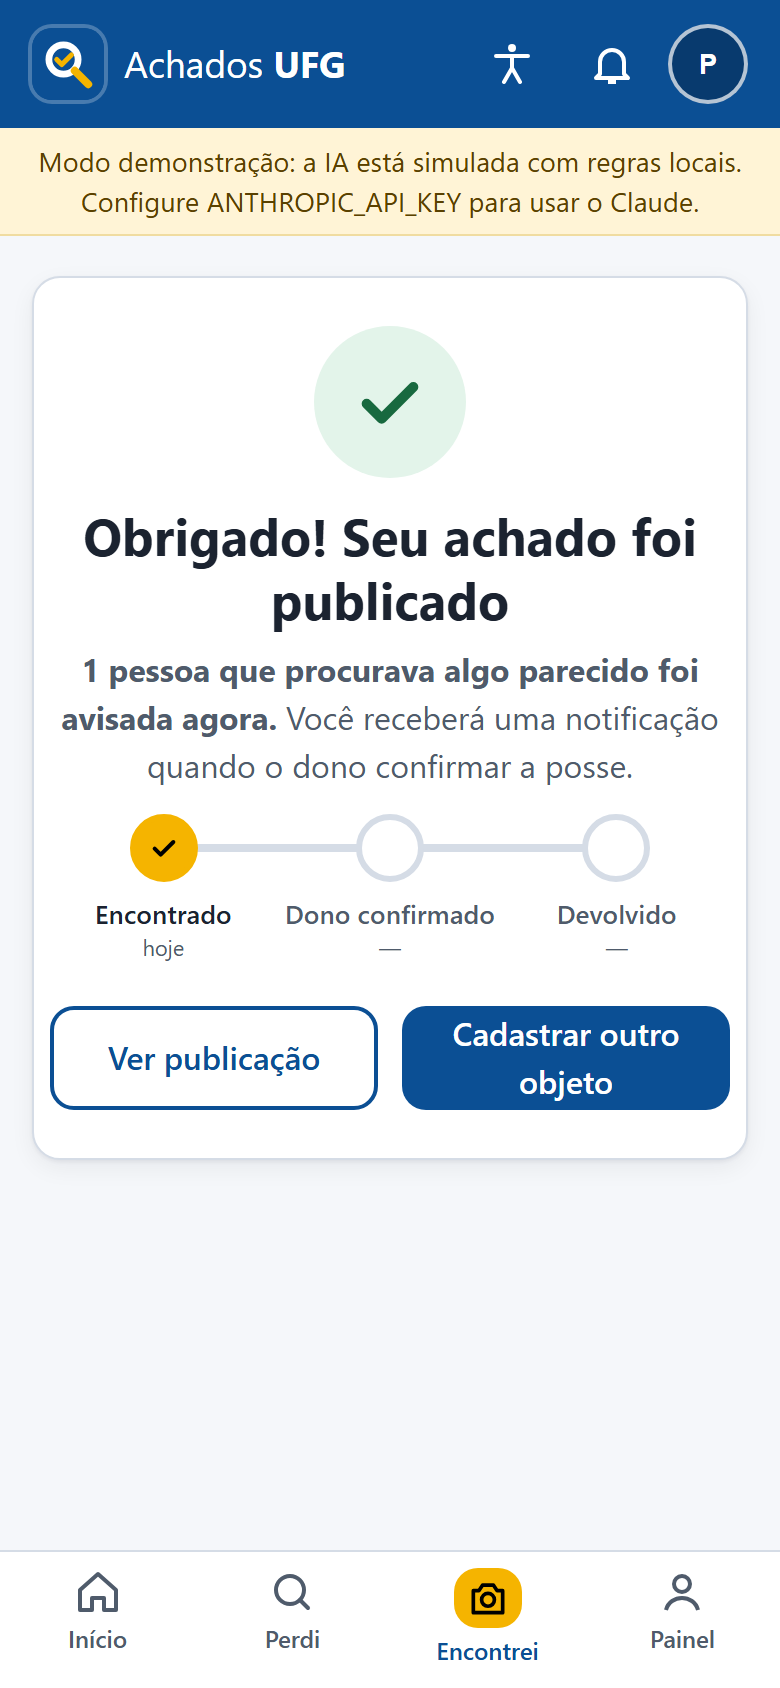 Achados UFG
P
Modo demonstração: a IA está simulada com regras locais.
Configure ANTHROPIC_API_KEY para usar o Claude.
Obrigado! Seu achado foi
publicado
1 pessoa que procurava algo parecido foi
avisada agora. Você receberá uma notificação
quando o dono confirmar a posse.
Encontrado
hoje
Dono confirmado
—
Devolvido
—
Ver publicação
Cadastrar outro
objeto
Início
Perdi
Encontrei
Painel